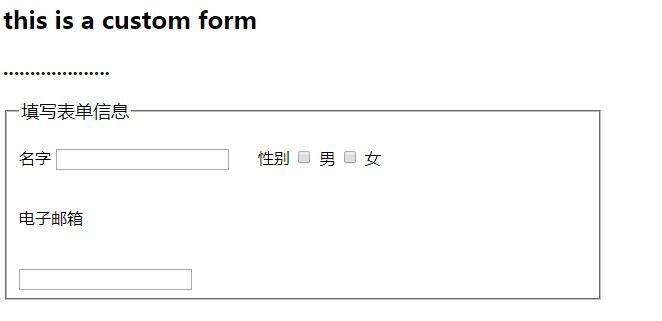 this is a custom form
....................
填写表单信息
名字 性别 男 女
电子邮箱